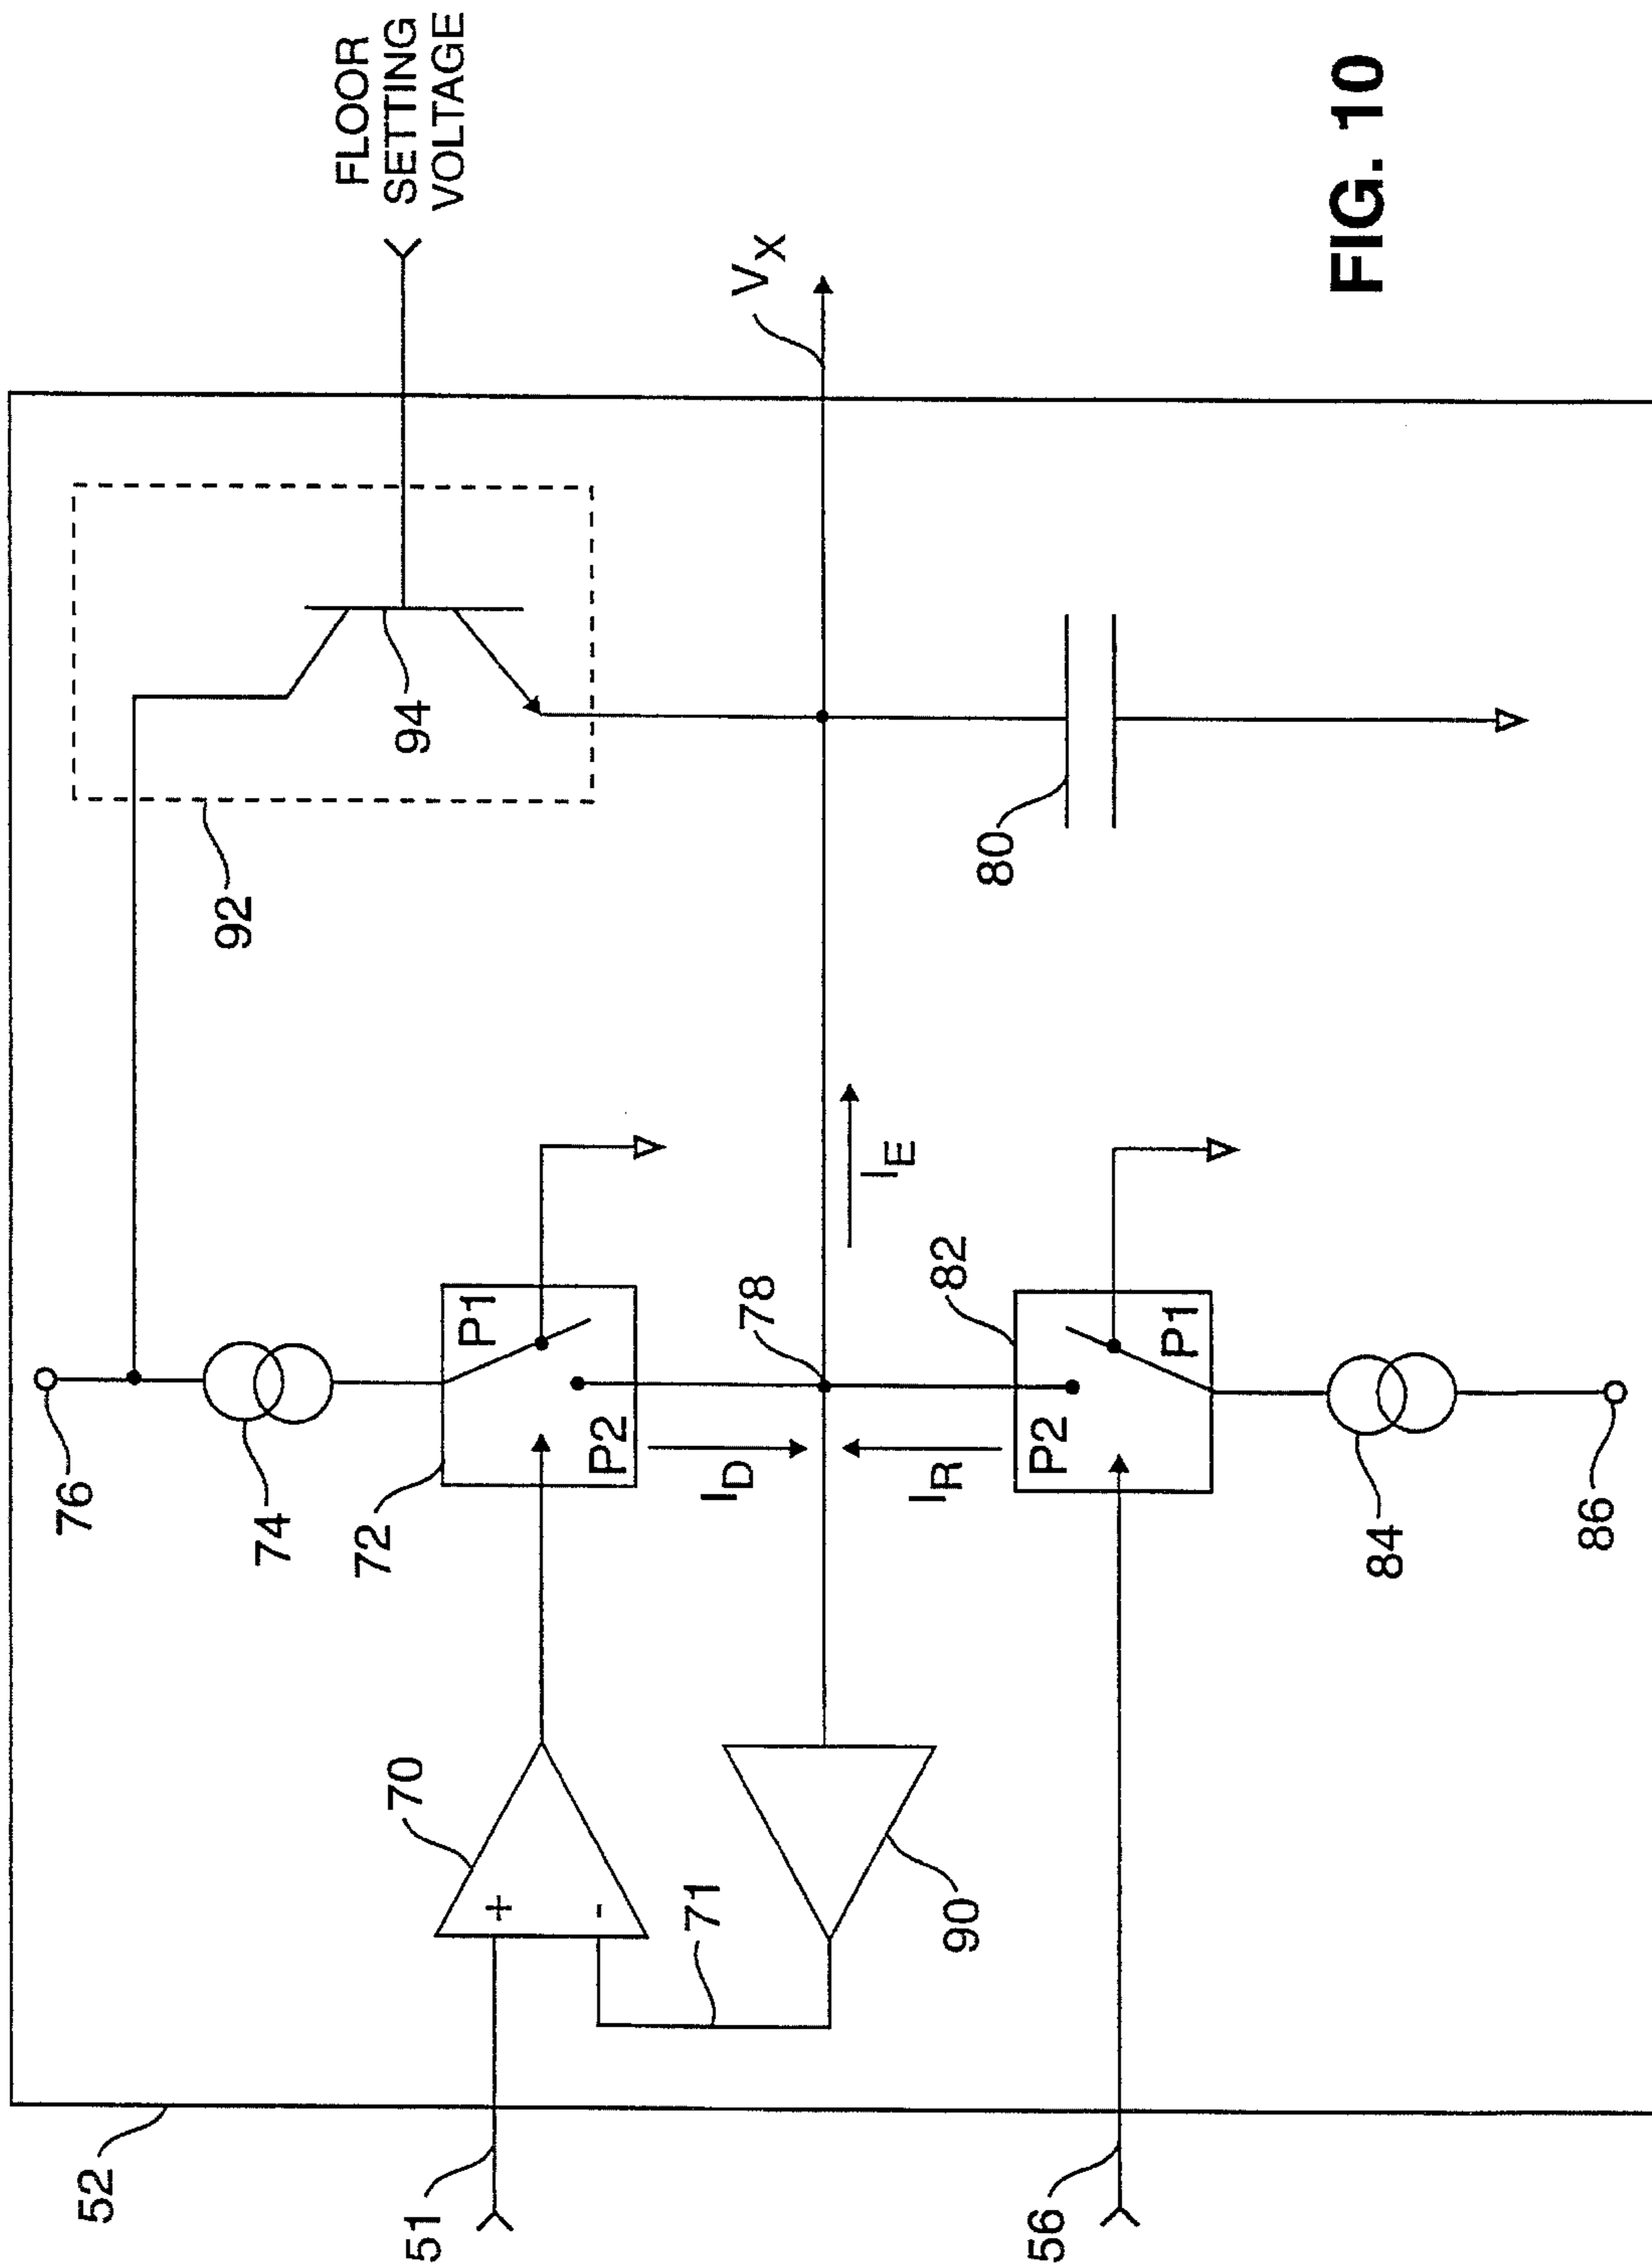 FLOOR
SETTING
VOLTAGE
76
74
92
94
72
P1
P2
70
+
-
51
52
71
78
I_D
I_E
V_X
90
I_R
82
P2
P1
80
56
84
86
FIG. 10